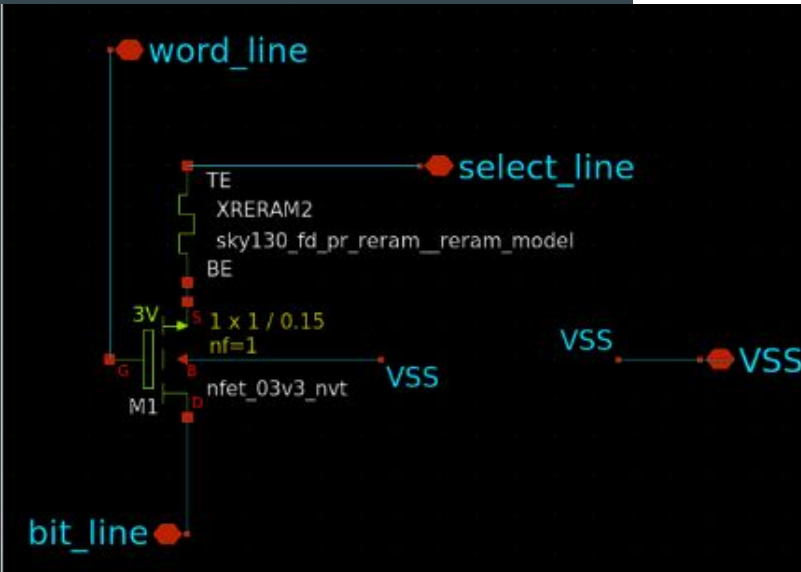 word_line
select_line
TE
XRERAM2
sky130_fd_pr_reram__reram_model
BE
3V
S
1 x 1 / 0.15
nf=1
G
B
VSS
nfet_03v3_nvt
M1
D
VSS
VSS
bit_line